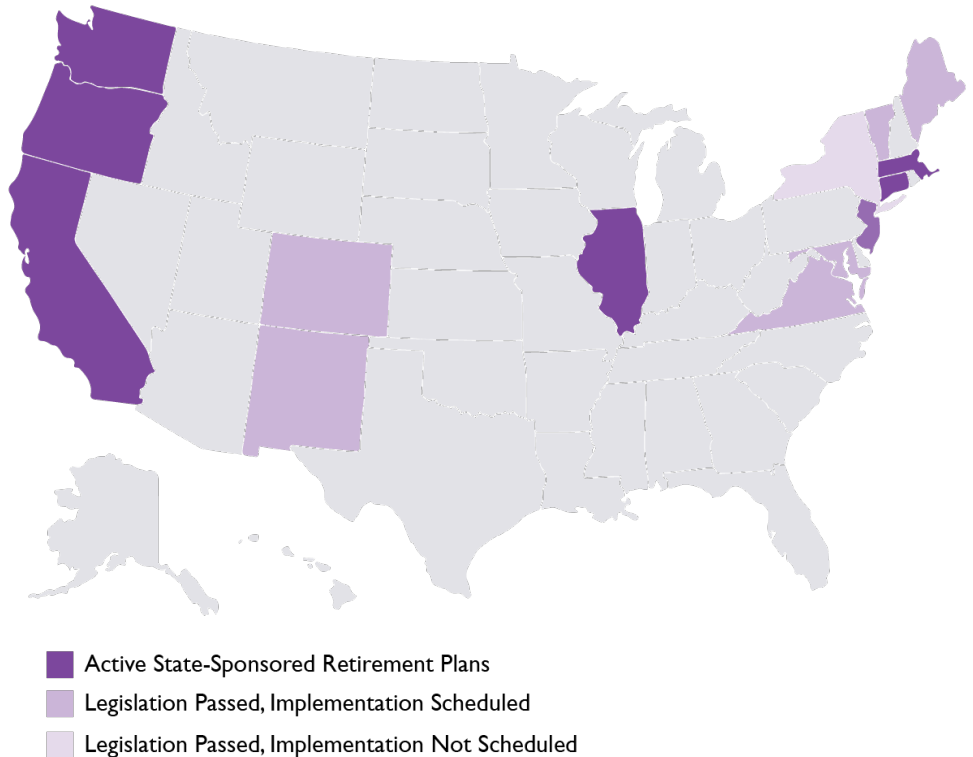 Active State-Sponsored Retirement Plans
Legislation Passed, Implementation Scheduled
Legislation Passed, Implementation Not Scheduled